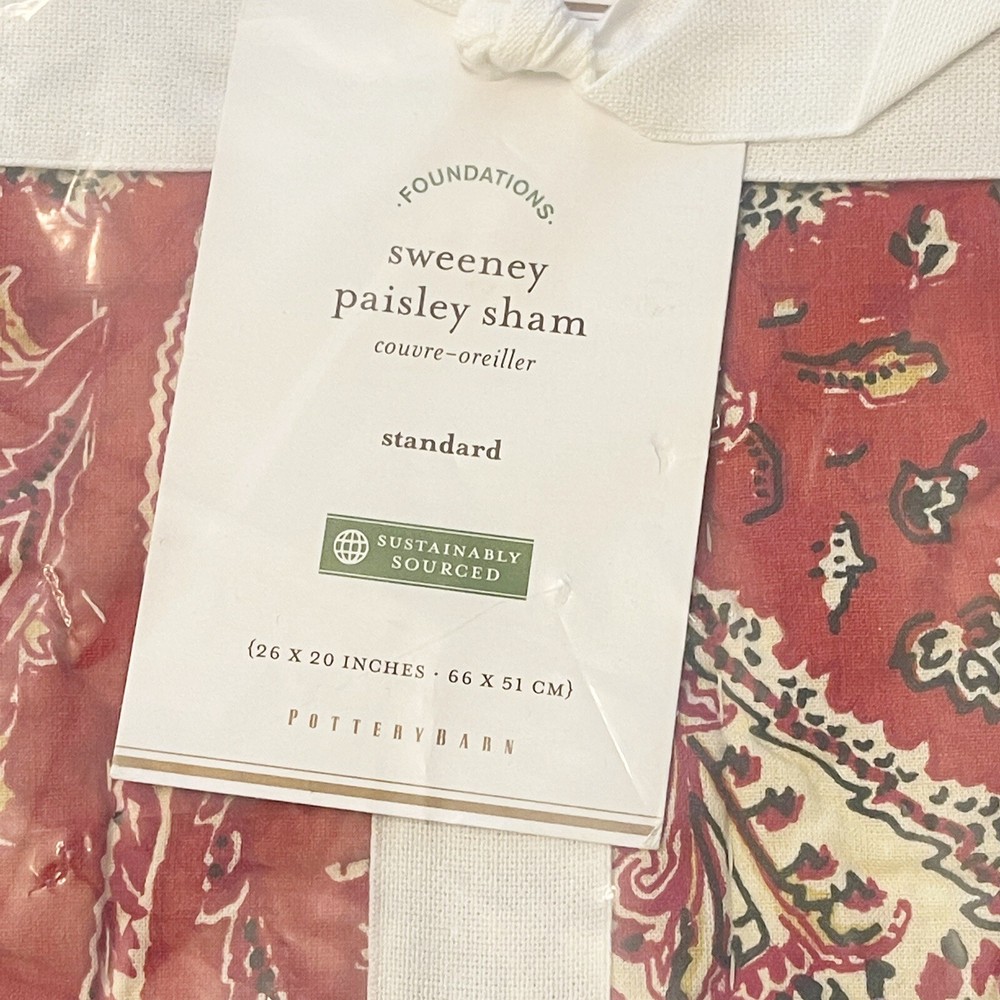 ·FOUNDATIONS·
sweeney
paisley sham
couvre-oreiller
standard
SUSTAINABLY
SOURCED
{26 X 20 INCHES · 66 X 51 CM}
POTTERYBARN